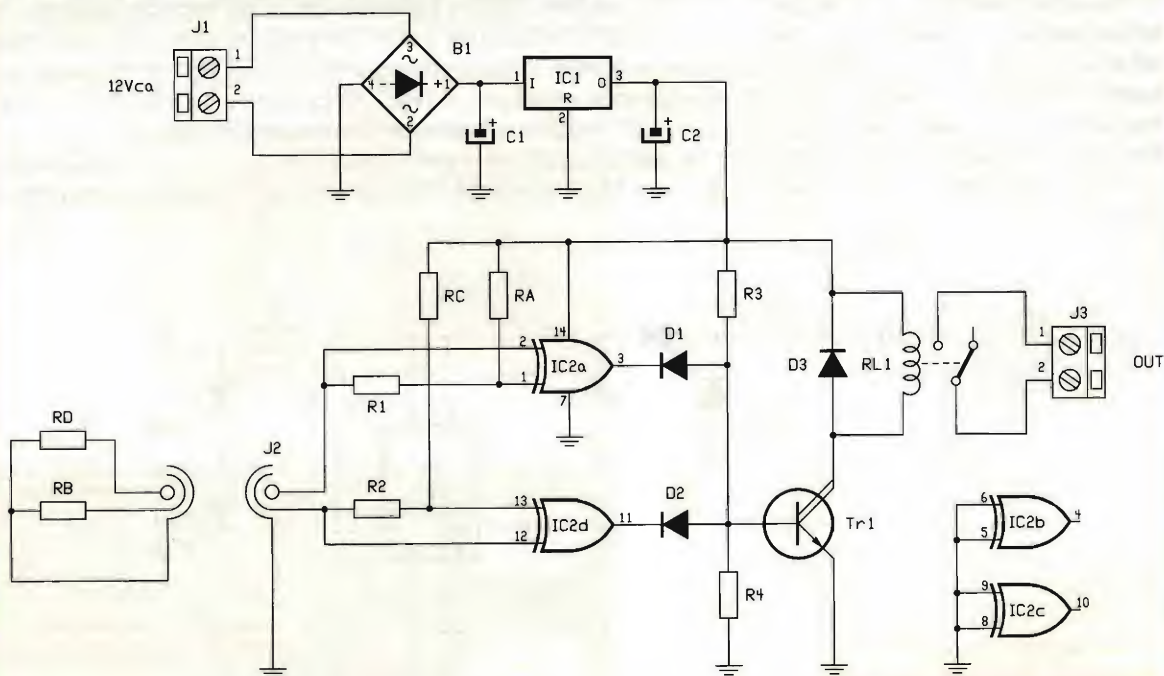 J1
1
2
12Vca
B1
3
4
+1
2
1
I
IC1
O
3
R
2
+
C1
+
C2
RC
RA
R3
14
2
1
IC2a
3
7
D1
R1
D3
RL1
J3
1
2
OUT
RD
RB
J2
R2
13
12
IC2d
11
D2
Tr1
R4
6
5
IC2b
4
9
8
IC2c
10